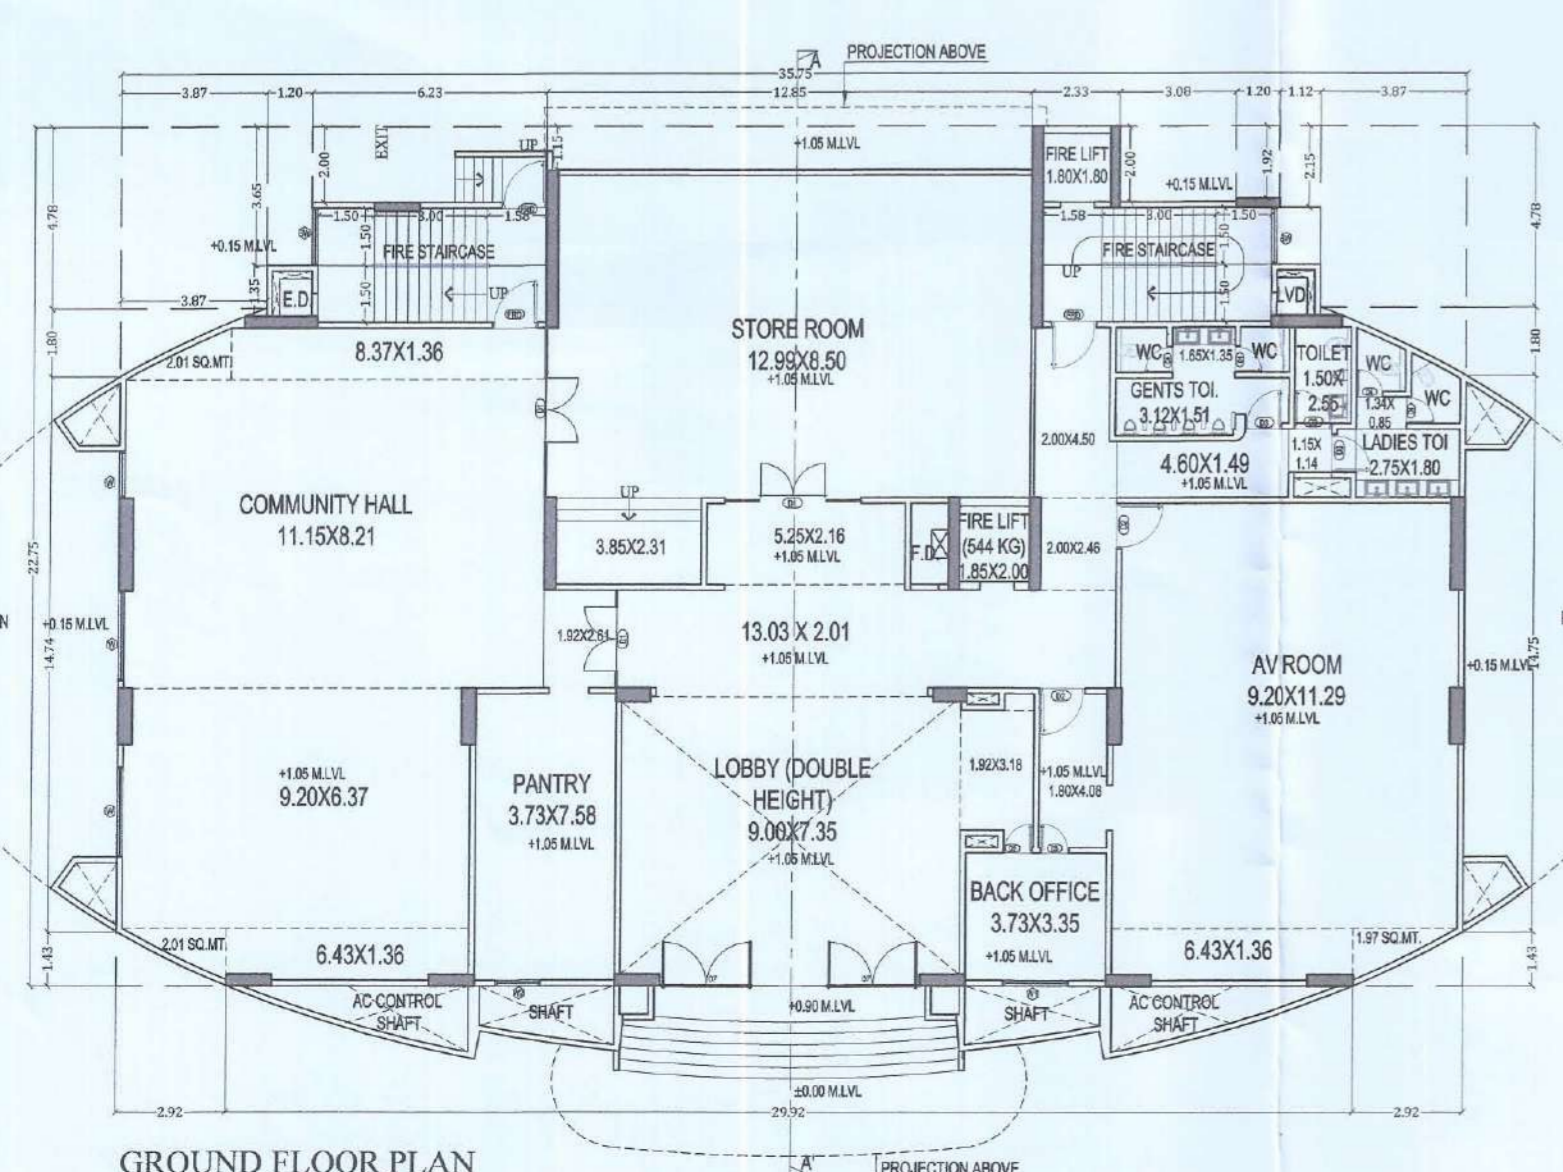 PROJECTION ABOVE
A
35.75
3.87
1.20
6.23
12.85
2.33
3.08
1.20
1.12
3.87
EXIT
2.00
UP
1.15
+1.05 M.LVL
FIRE LIFT
1.80X1.80
2.00
+0.15 M.LVL
1.92
2.15
4.78
3.65
+0.15 M.LVL
1.50
3.00
1.58
1.50
FIRE STAIRCASE
1.50
UP
1.58
3.00
1.50
1.50
FIRE STAIRCASE
UP
1.50
4.78
3.87
1.35
E.D.
LVD
1.80
2.01 SQ.MT.
8.37X1.36
STORE ROOM
12.99X8.50
+1.05 M.LVL
WC
1.65X1.35
WC
TOILET
1.50X
2.55
WC
WC
1.34X
0.85
1.80
GENTS TOI.
3.12X1.51
2.00X4.50
4.60X1.49
+1.05 M.LVL
1.15X
1.14
LADIES TOI
2.75X1.80
COMMUNITY HALL
11.15X8.21
UP
3.85X2.31
D1
5.25X2.16
+1.05 M.LVL
F.D.
FIRE LIFT
(544 KG)
1.85X2.00
2.00X2.46
22.75
+0.15 M.LVL
14.74
1.92X2.61
13.03 X 2.01
+1.05 M.LVL
AV ROOM
9.20X11.29
+1.05 M.LVL
+0.15 M.LVL
14.75
+1.05 M.LVL
9.20X6.37
PANTRY
3.73X7.58
+1.05 M.LVL
LOBBY (DOUBLE
HEIGHT)
9.00X7.35
+1.05 M.LVL
1.92X3.18
+1.05 M.LVL
1.80X4.08
BACK OFFICE
3.73X3.35
+1.05 M.LVL
2.01 SQ.MT.
6.43X1.36
6.43X1.36
1.97 SQ.MT.
1.43
1.43
AC CONTROL
SHAFT
SHAFT
+0.90 M.LVL
SHAFT
AC CONTROL
SHAFT
±0.00 M.LVL
2.92
29.92
2.92
GROUND FLOOR PLAN
A'
PROJECTION ABOVE